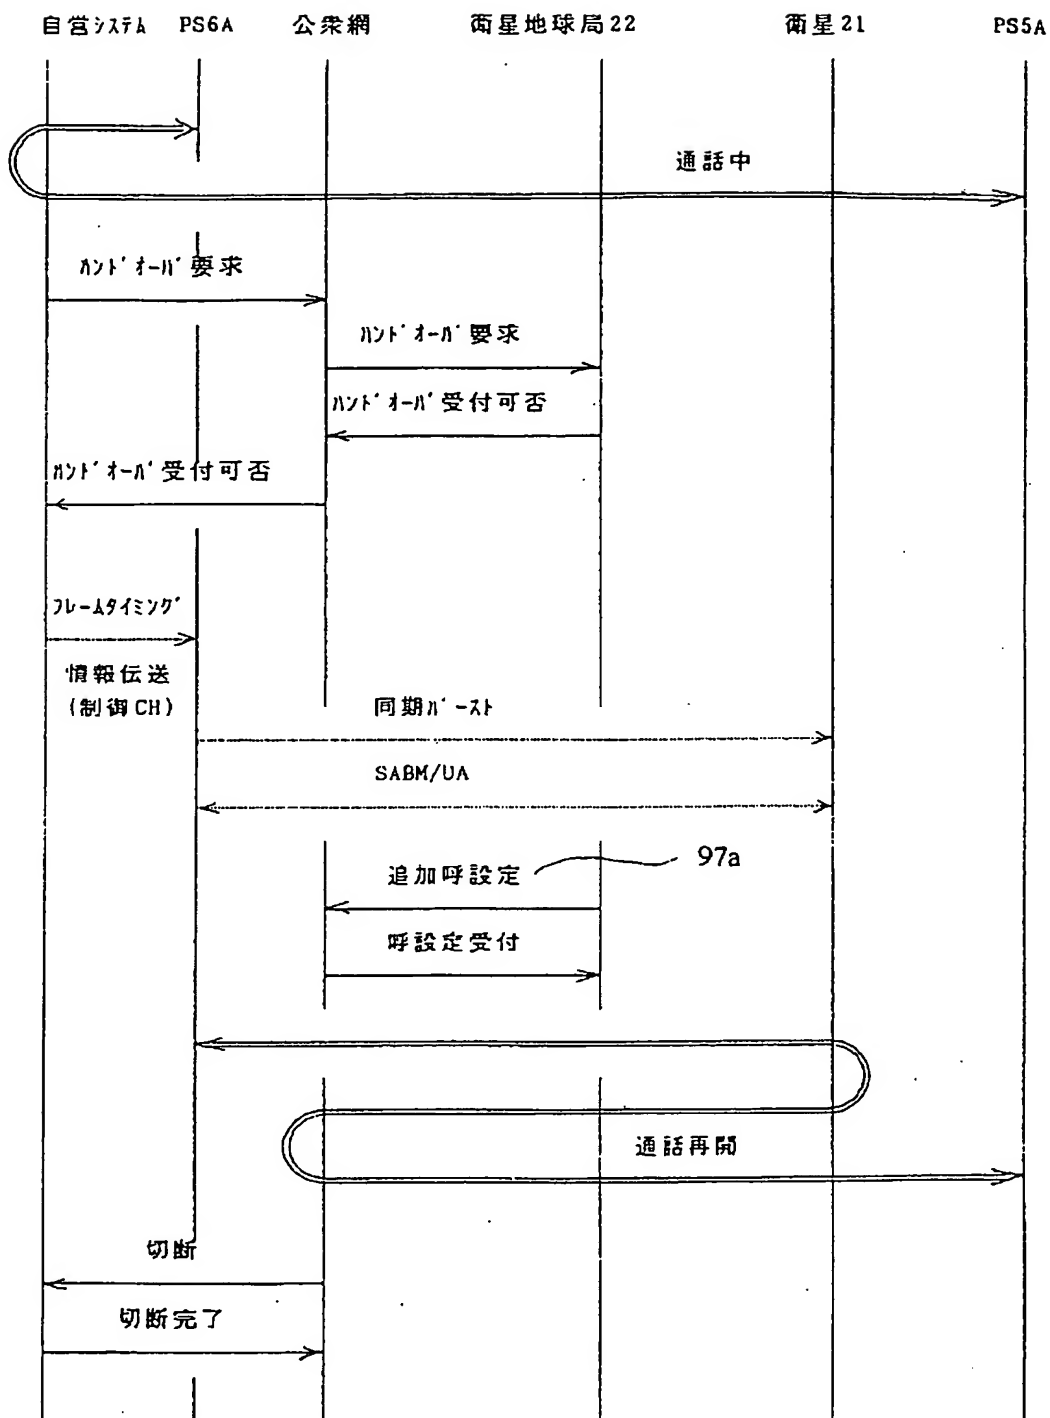 自営ｼｽﾃﾑ PS6A 公衆網 衛星地球局22 衛星21 PS5A
通話中
ﾊﾝﾄﾞｵｰﾊﾞ要求
ﾊﾝﾄﾞｵｰﾊﾞ要求
ﾊﾝﾄﾞｵｰﾊﾞ受付可否
ﾊﾝﾄﾞｵｰﾊﾞ受付可否
ﾌﾚｰﾑﾀｲﾐﾝｸﾞ
情報伝送
(制御CH)
同期ﾊﾞｰｽﾄ
SABM/UA
97a
追加呼設定
呼設定受付
通話再開
切断
切断完了